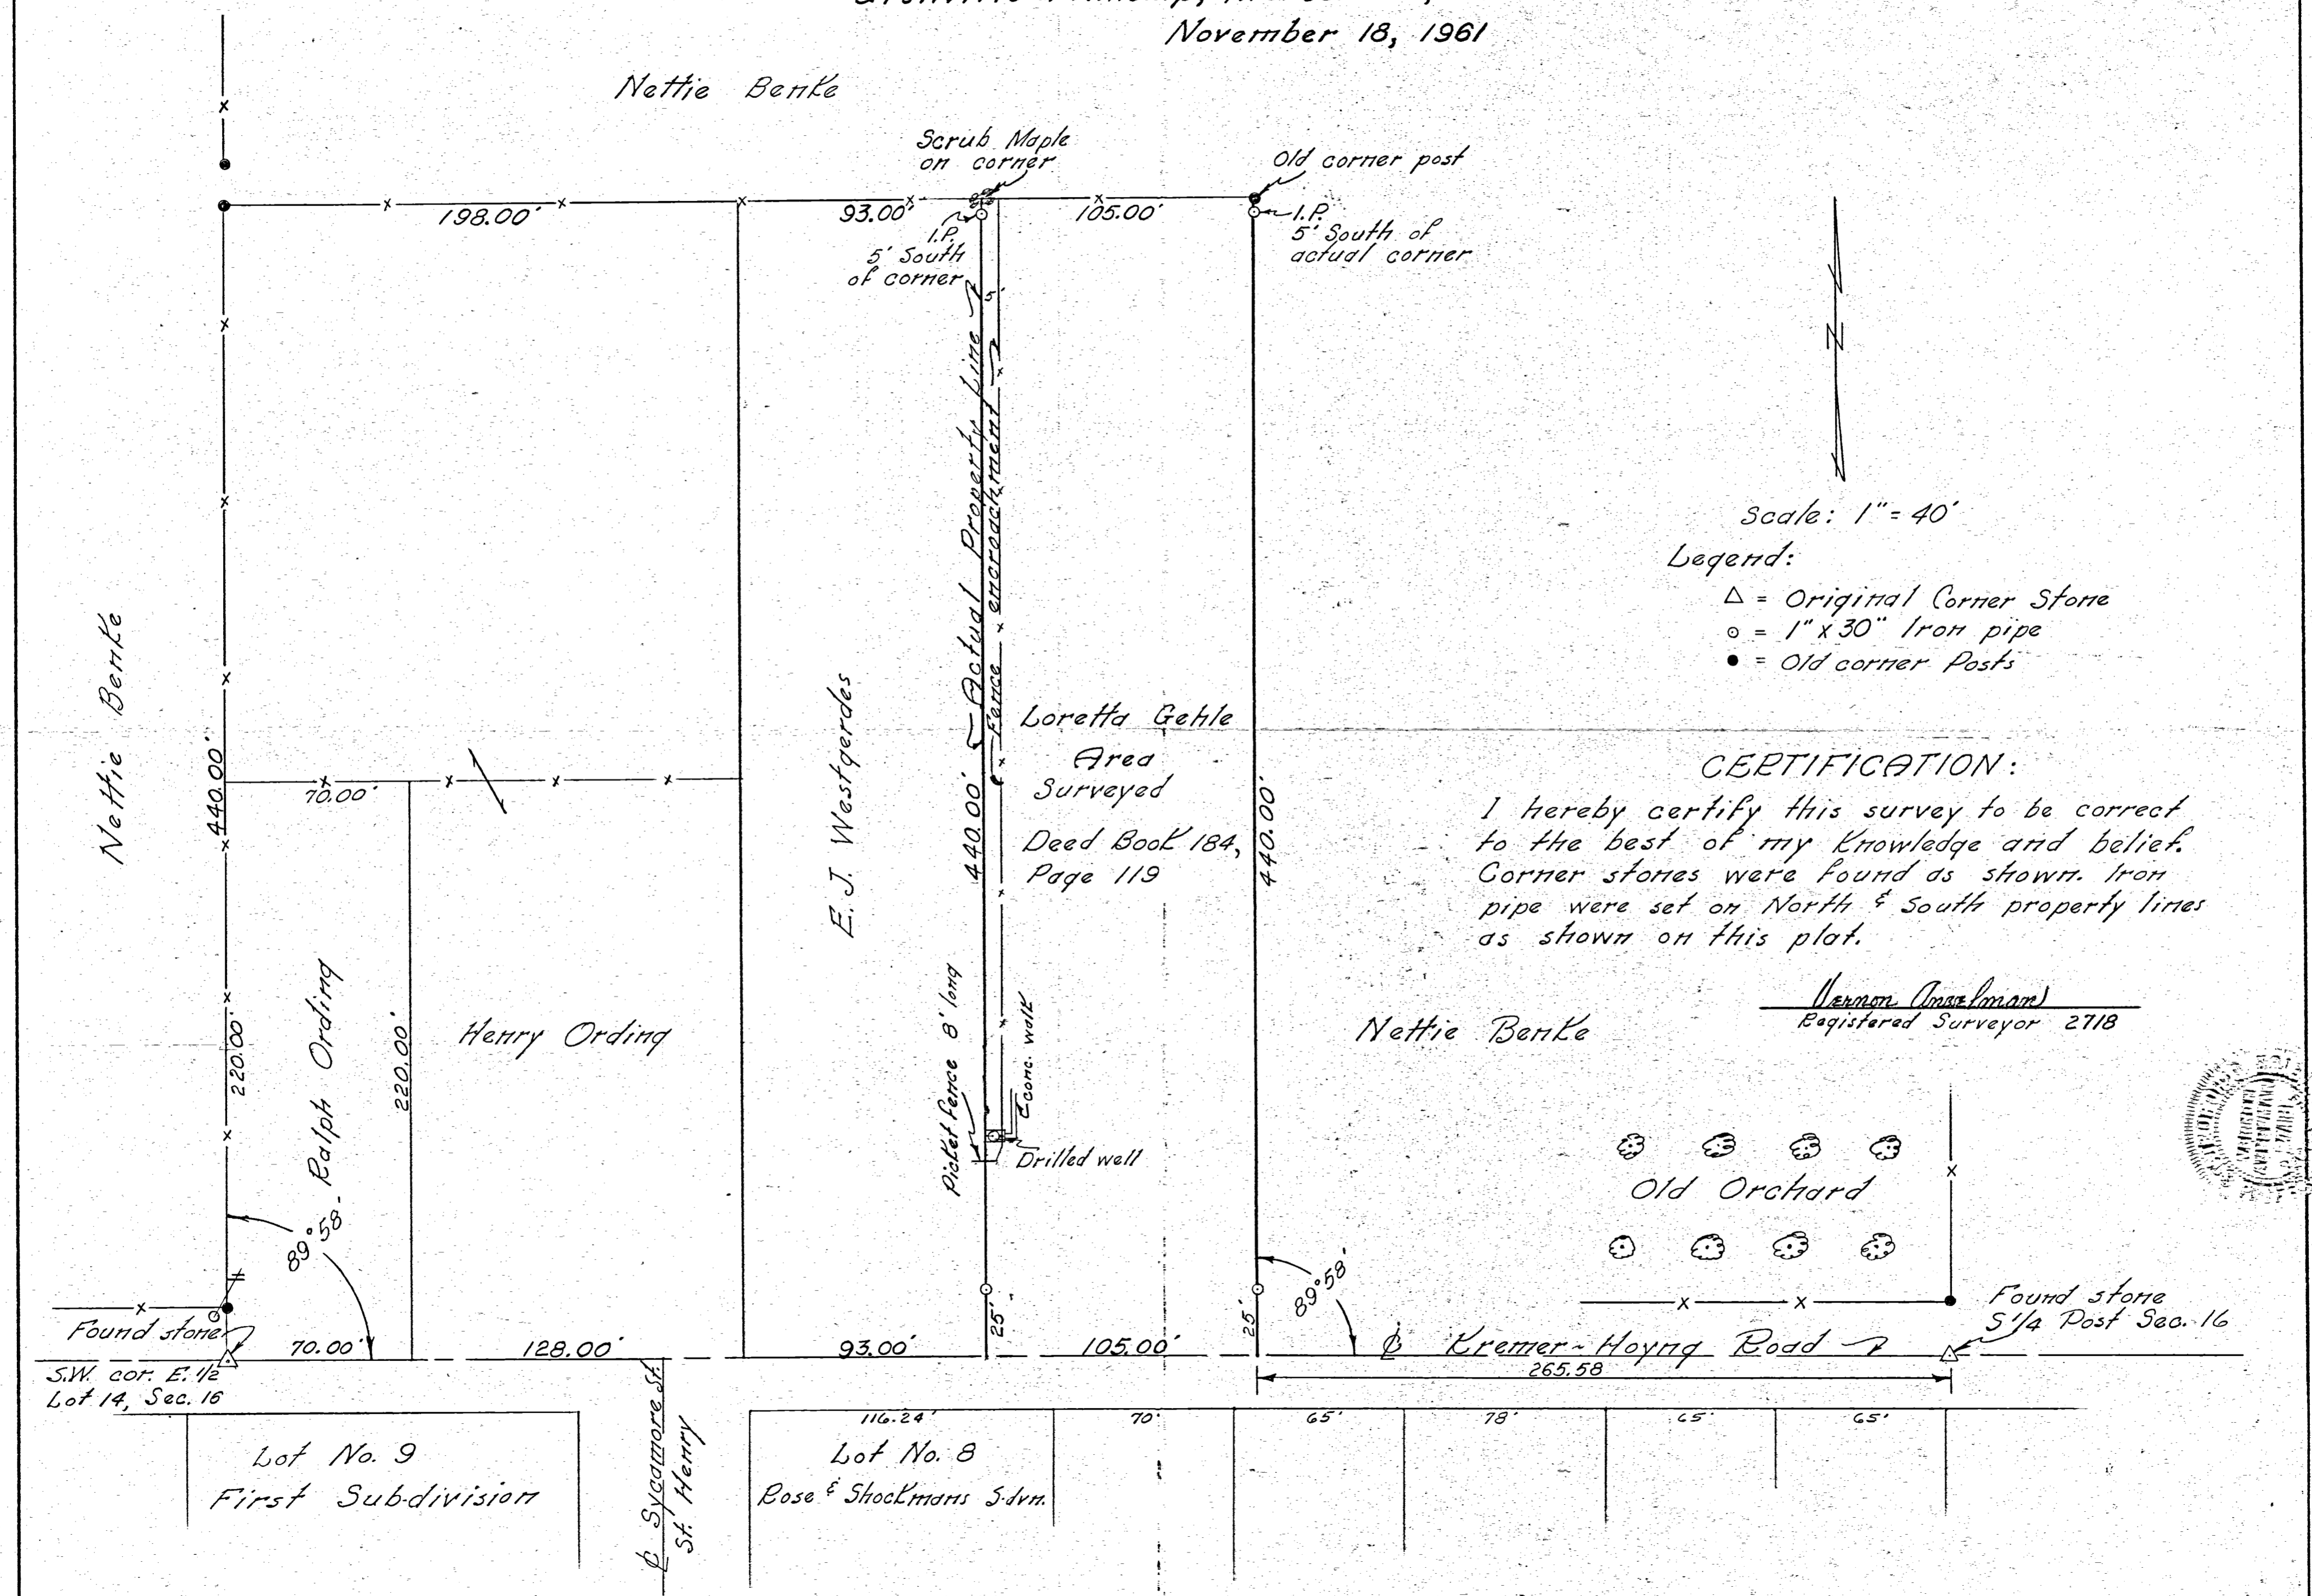 November 18, 1961
Nettie Benke
Scrub Maple
on corner
Old corner post
198.00'
93.00'
105.00'
I.P.
5' South
of corner
I.P.
5' South of
actual corner
5'
N
Actual Property Line
Fence encroachment
Scale: 1" = 40'
Legend:
△ = Original Corner Stone
⊙ = 1" x 30" Iron pipe
● = Old corner Posts
Nettie Benke
440.00'
70.00'
E. J. Westgerdes
440.00'
Loretta Gehle
Area
Surveyed
Deed Book 184,
Page 119
440.00'
CERTIFICATION:
I hereby certify this survey to be correct
to the best of my Knowledge and belief.
Corner stones were found as shown. Iron
pipe were set on North & South property lines
as shown on this plat.
Vernon Anselman
Registered Surveyor 2718
220.00'
Ralph Ording
220.00'
Henry Ording
Picket Fence 8' long
conc. walk
Drilled well
Nettie Benke
Old Orchard
89°58'
89°58'
Found stone
S 1/4 Post Sec. 16
Found stone
70.00'
128.00'
93.00'
25'
105.00'
25'
℄ Kremer-Hoyng Road
265.58
S.W. cor. E. 1/2
Lot 14, Sec. 16
℄ Sycamore St.
St. Henry
116.24'
70'
65'
78'
65'
65'
Lot No. 9
First Sub-division
Lot No. 8
Rose & Shockmans S-dvn.